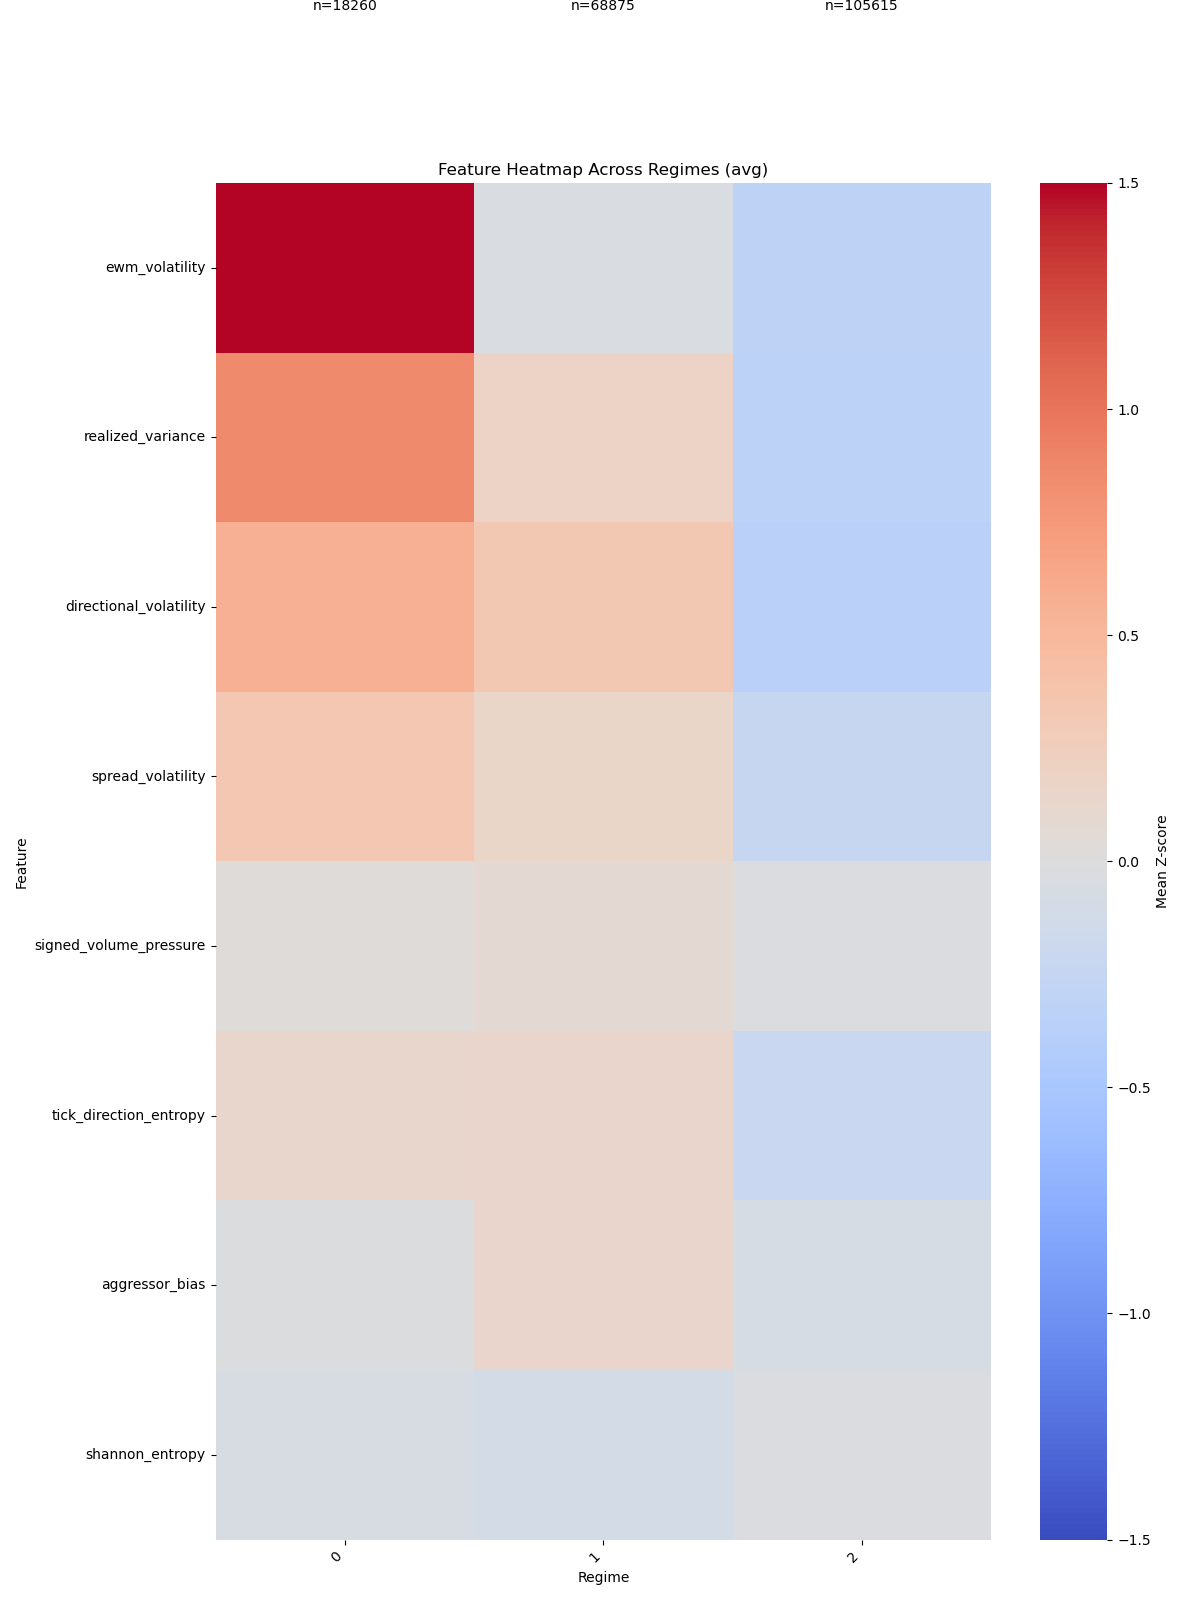 n=18260 n=68875 n=105615
Feature Heatmap Across Regimes (avg)
Feature
ewm_volatility
realized_variance
directional_volatility
spread_volatility
signed_volume_pressure
tick_direction_entropy
aggressor_bias
shannon_entropy
0 1 2
Regime
1.5
1.0
0.5
0.0
−0.5
−1.0
−1.5
Mean Z-score